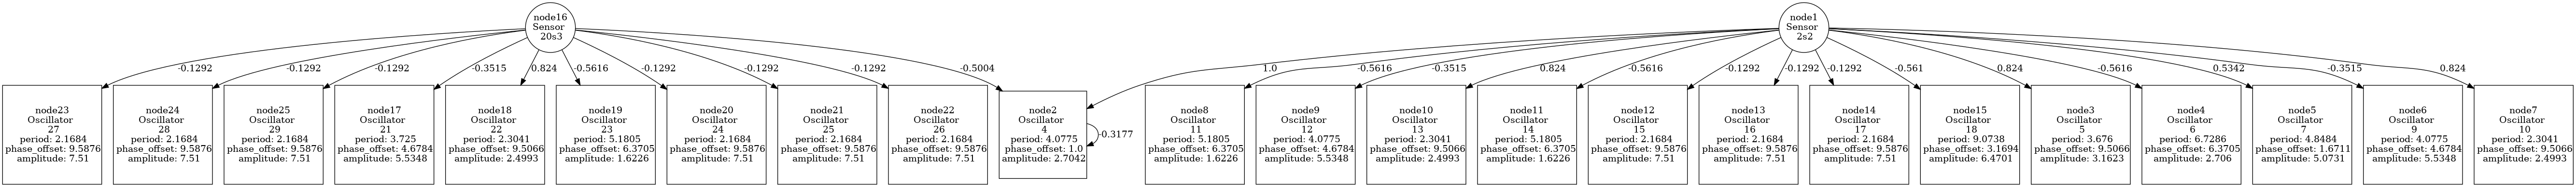 node16
Sensor
20s3
node1
Sensor
2s2
-0.1292
-0.1292
-0.1292
-0.3515
0.824
-0.5616
-0.1292
-0.1292
-0.1292
-0.5004
1.0
-0.5616
-0.3515
0.824
-0.5616
-0.1292
-0.1292
-0.1292
-0.561
0.824
-0.5616
0.5342
-0.3515
0.824
node23
Oscillator
27
period: 2.1684
phase_offset: 9.5876
amplitude: 7.51
node24
Oscillator
28
period: 2.1684
phase_offset: 9.5876
amplitude: 7.51
node25
Oscillator
29
period: 2.1684
phase_offset: 9.5876
amplitude: 7.51
node17
Oscillator
21
period: 3.725
phase_offset: 4.6784
amplitude: 5.5348
node18
Oscillator
22
period: 2.3041
phase_offset: 9.5066
amplitude: 2.4993
node19
Oscillator
23
period: 5.1805
phase_offset: 6.3705
amplitude: 1.6226
node20
Oscillator
24
period: 2.1684
phase_offset: 9.5876
amplitude: 7.51
node21
Oscillator
25
period: 2.1684
phase_offset: 9.5876
amplitude: 7.51
node22
Oscillator
26
period: 2.1684
phase_offset: 9.5876
amplitude: 7.51
node2
Oscillator
4
period: 4.0775
phase_offset: 1.0
amplitude: 2.7042
-0.3177
node8
Oscillator
11
period: 5.1805
phase_offset: 6.3705
amplitude: 1.6226
node9
Oscillator
12
period: 4.0775
phase_offset: 4.6784
amplitude: 5.5348
node10
Oscillator
13
period: 2.3041
phase_offset: 9.5066
amplitude: 2.4993
node11
Oscillator
14
period: 5.1805
phase_offset: 6.3705
amplitude: 1.6226
node12
Oscillator
15
period: 2.1684
phase_offset: 9.5876
amplitude: 7.51
node13
Oscillator
16
period: 2.1684
phase_offset: 9.5876
amplitude: 7.51
node14
Oscillator
17
period: 2.1684
phase_offset: 9.5876
amplitude: 7.51
node15
Oscillator
18
period: 9.0738
phase_offset: 3.1694
amplitude: 6.4701
node3
Oscillator
5
period: 3.676
phase_offset: 9.5066
amplitude: 3.1623
node4
Oscillator
6
period: 6.7286
phase_offset: 6.3705
amplitude: 2.706
node5
Oscillator
7
period: 4.8484
phase_offset: 1.6711
amplitude: 5.0731
node6
Oscillator
9
period: 4.0775
phase_offset: 4.6784
amplitude: 5.5348
node7
Oscillator
10
period: 2.3041
phase_offset: 9.5066
amplitude: 2.4993